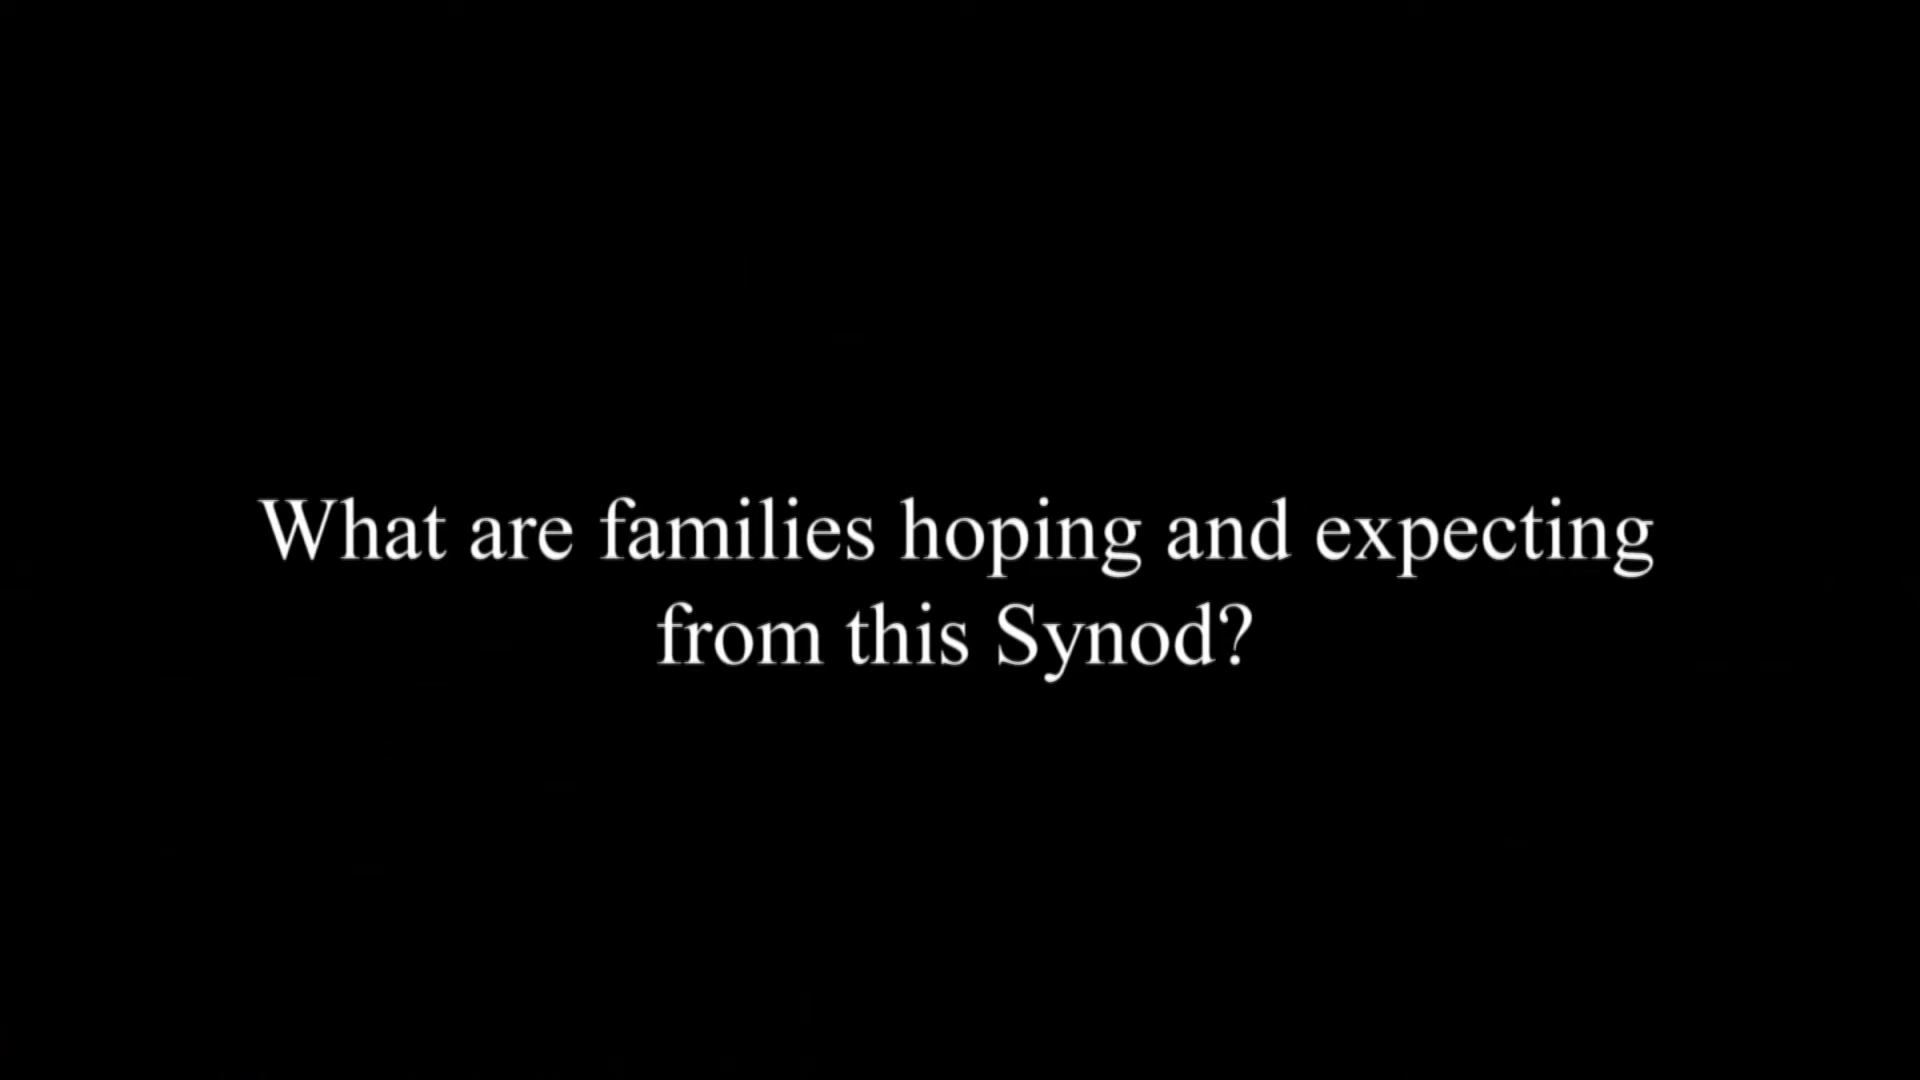 What are families hoping and expecting
from this Synod?